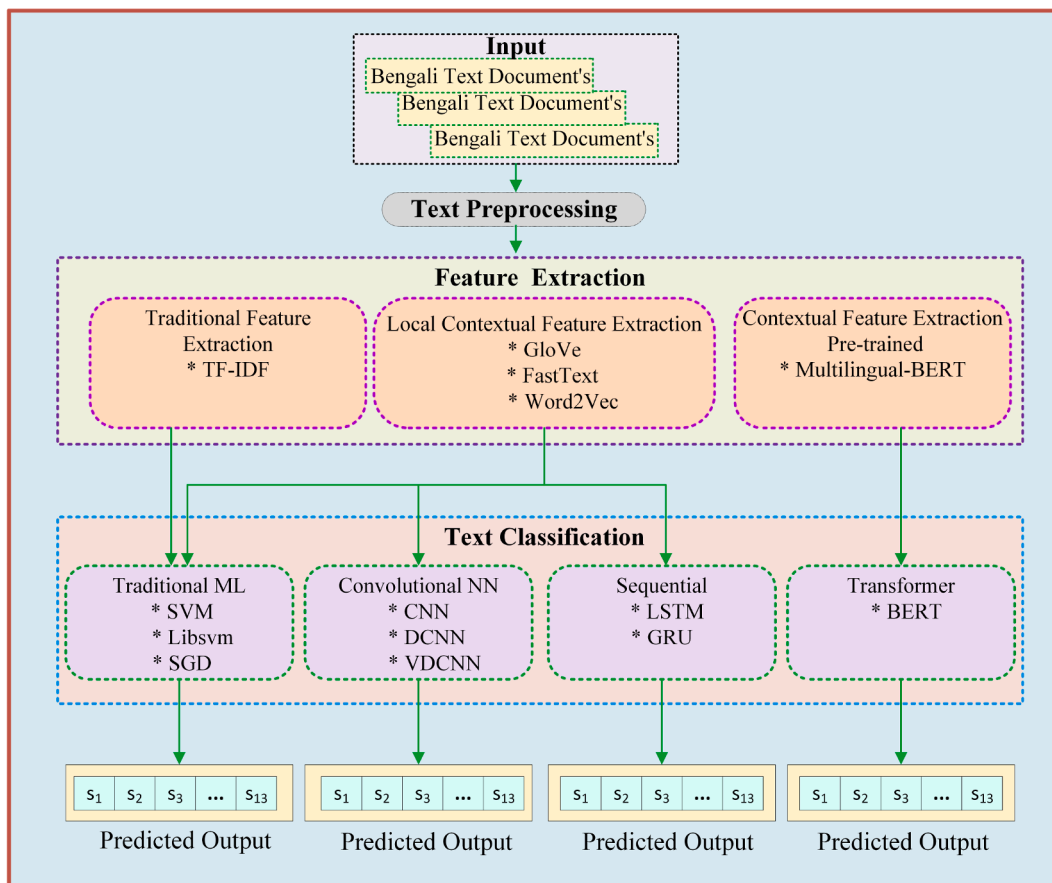 Input
Bengali Text Document's
Bengali Text Document's
Bengali Text Document's
Text Preprocessing
Feature Extraction
Traditional Feature
Extraction
* TF-IDF
Local Contextual Feature Extraction
* GloVe
* FastText
* Word2Vec
Contextual Feature Extraction
Pre-trained
* Multilingual-BERT
Text Classification
Traditional ML
* SVM
* Libsvm
* SGD
Convolutional NN
* CNN
* DCNN
* VDCNN
Sequential
* LSTM
* GRU
Transformer
* BERT
s₁ s₂ s₃ ... s₁₃
Predicted Output
s₁ s₂ s₃ ... s₁₃
Predicted Output
s₁ s₂ s₃ ... s₁₃
Predicted Output
s₁ s₂ s₃ ... s₁₃
Predicted Output